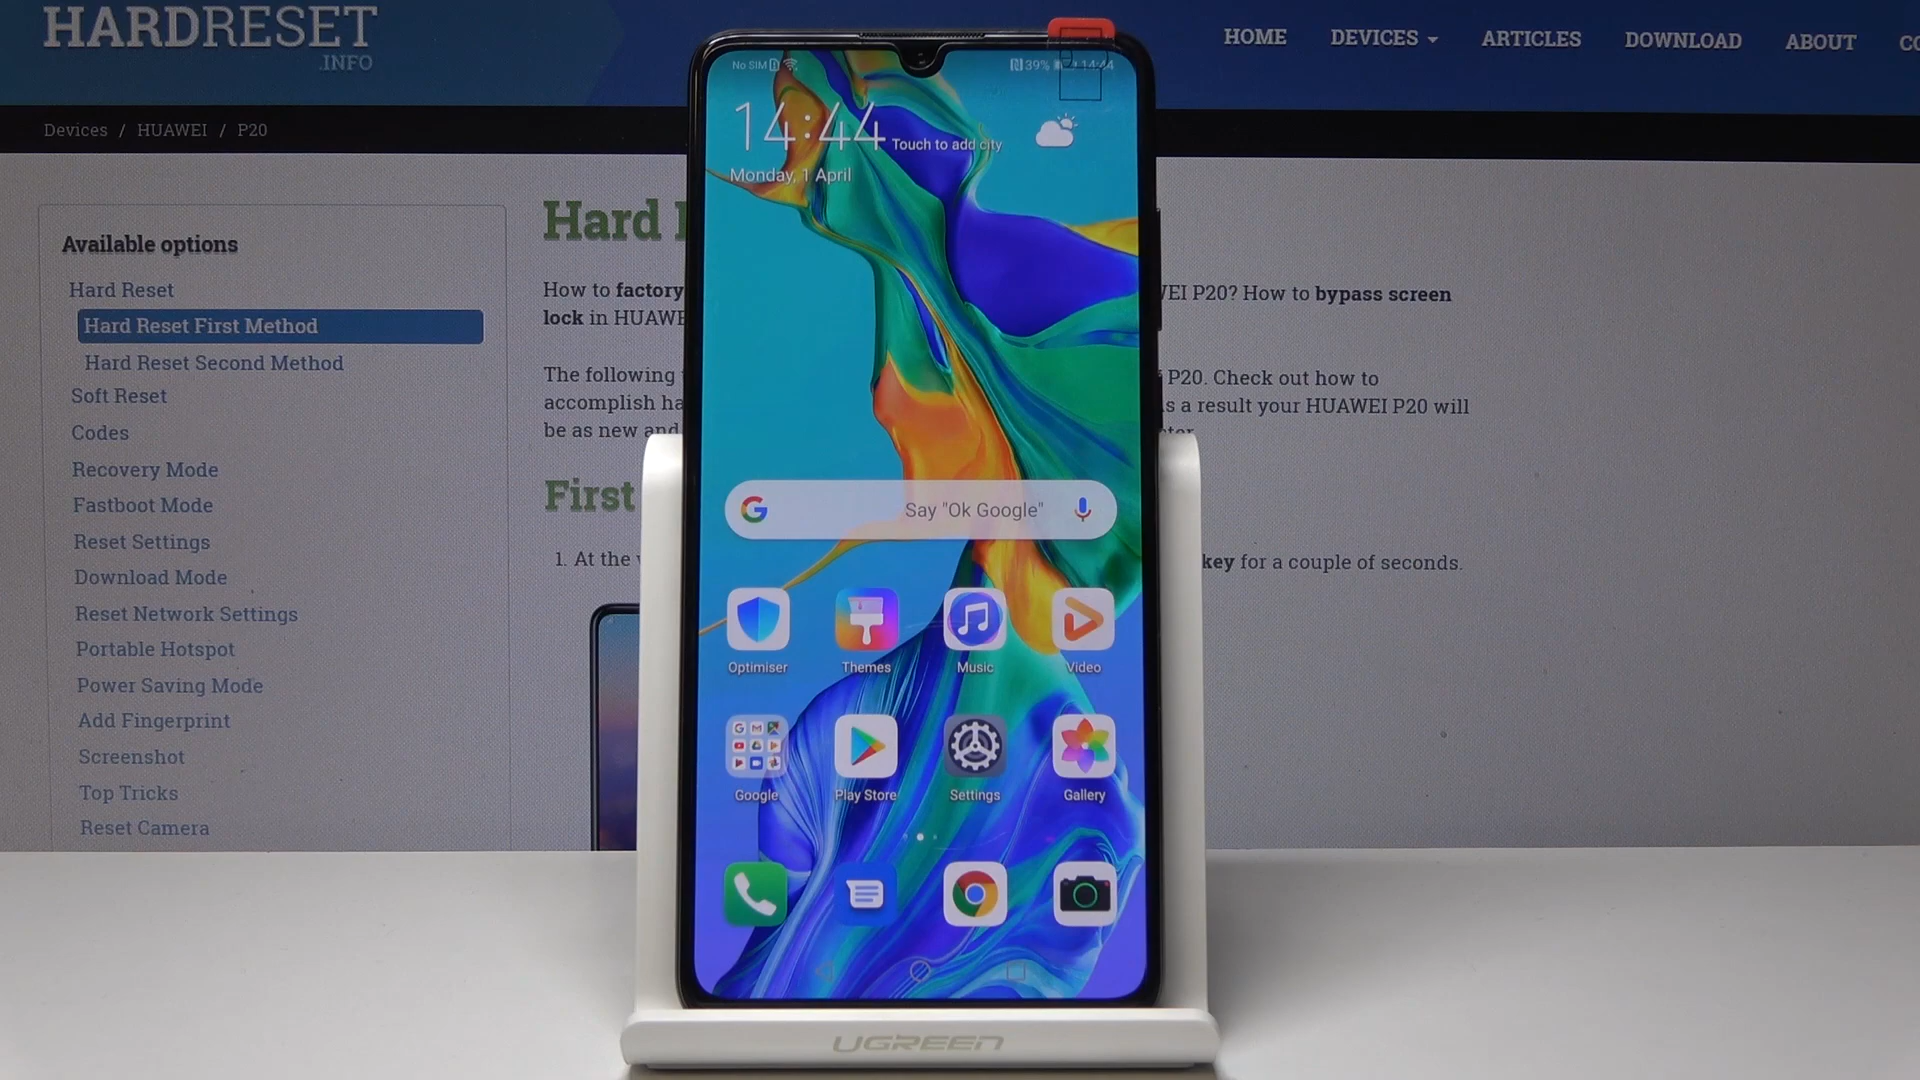 HARDRESET
.INFO
HOME
DEVICES
ARTICLES
DOWNLOAD
ABOUT
Devices / HUAWEI / P20
Available options
Hard Reset
Hard Reset First Method
Hard Reset Second Method
Soft Reset
Codes
Recovery Mode
Fastboot Mode
Reset Settings
Download Mode
Reset Network Settings
Portable Hotspot
Power Saving Mode
Add Fingerprint
Screenshot
Top Tricks
Reset Camera
Hard
How to factory
P20? How to bypass screen
lock in
The following
P20. Check out how to
accomplish
a result your HUAWEI P20 will
be as new and
First
1. At the
key for a couple of seconds.
No SIM
39%
14:44
14:44
Touch to add city
Monday, 1 April
Say "Ok Google"
Optimiser
Themes
Music
Video
Google
Play Store
Settings
Gallery
UGREEN